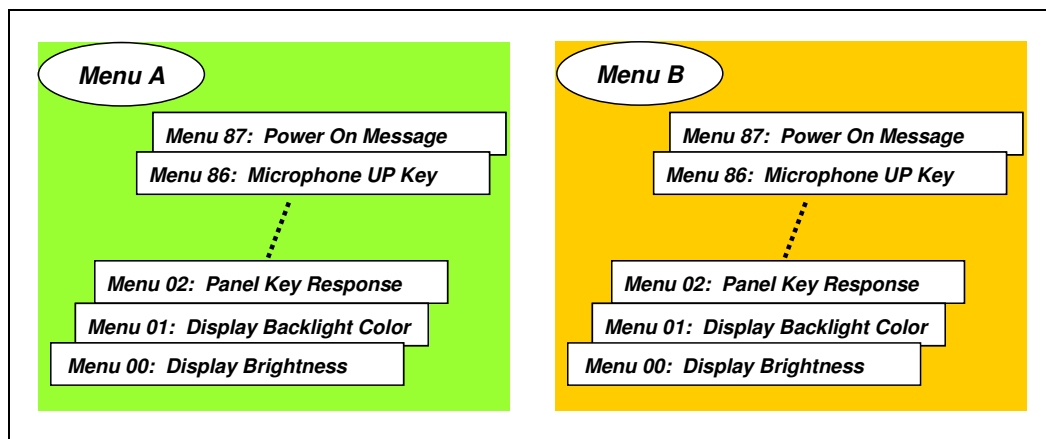 Menu A
Menu 87: Power On Message
Menu 86: Microphone UP Key
Menu 02: Panel Key Response
Menu 01: Display Backlight Color
Menu 00: Display Brightness
Menu B
Menu 87: Power On Message
Menu 86: Microphone UP Key
Menu 02: Panel Key Response
Menu 01: Display Backlight Color
Menu 00: Display Brightness